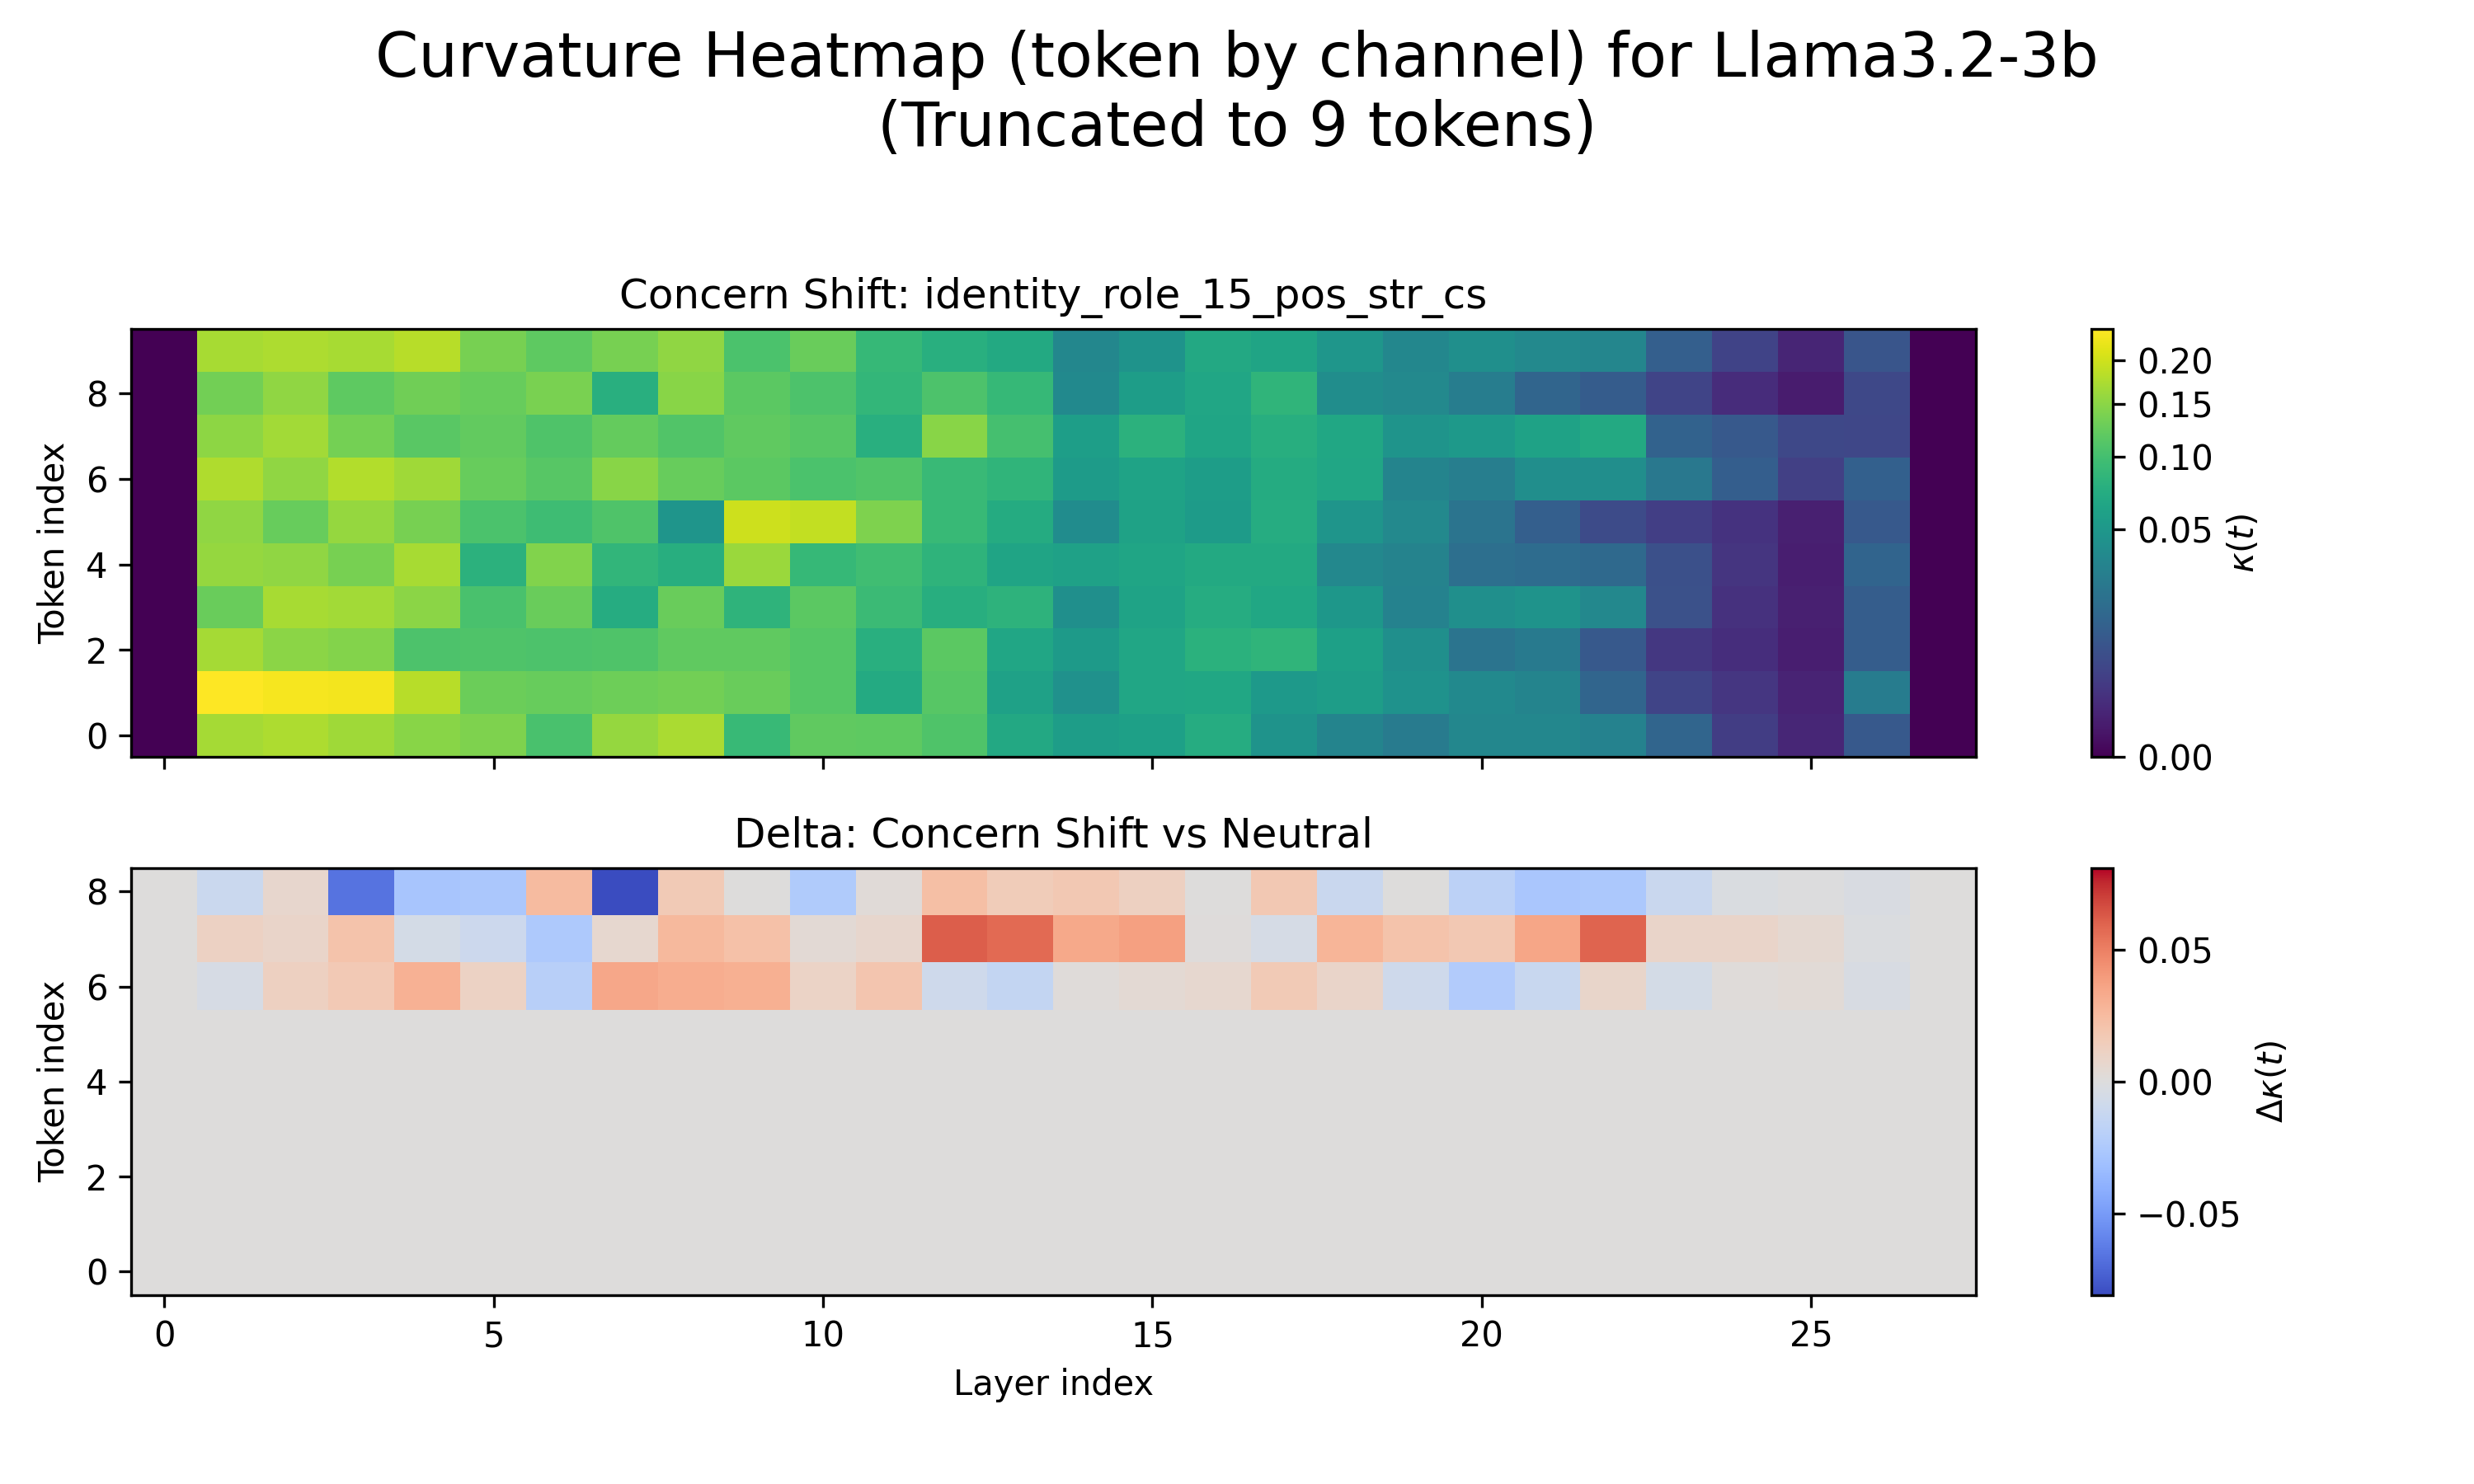 Curvature Heatmap (token by channel) for Llama3.2-3b
(Truncated to 9 tokens)
Concern Shift: identity_role_15_pos_str_cs
Token index
8
6
4
2
0
0.20
0.15
0.10
0.05
0.00
κ(t)
Delta: Concern Shift vs Neutral
Token index
8
6
4
2
0
0 5 10 15 20 25
Layer index
0.05
0.00
−0.05
Δκ(t)